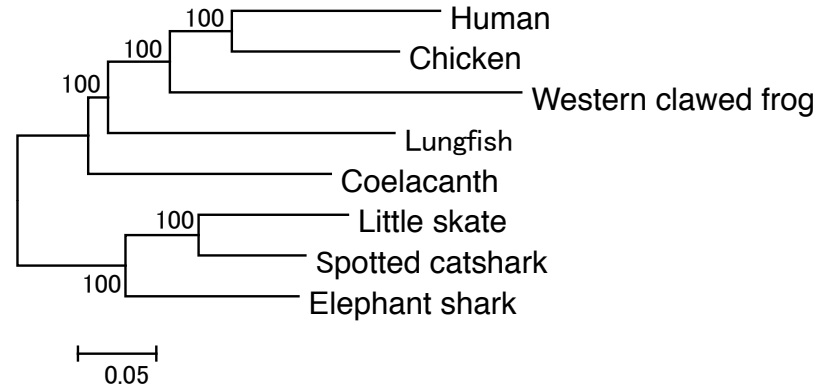 100
Human
100
Chicken
100
Western clawed frog
Lungfish
Coelacanth
100
Little skate
Spotted catshark
100
Elephant shark
0.05